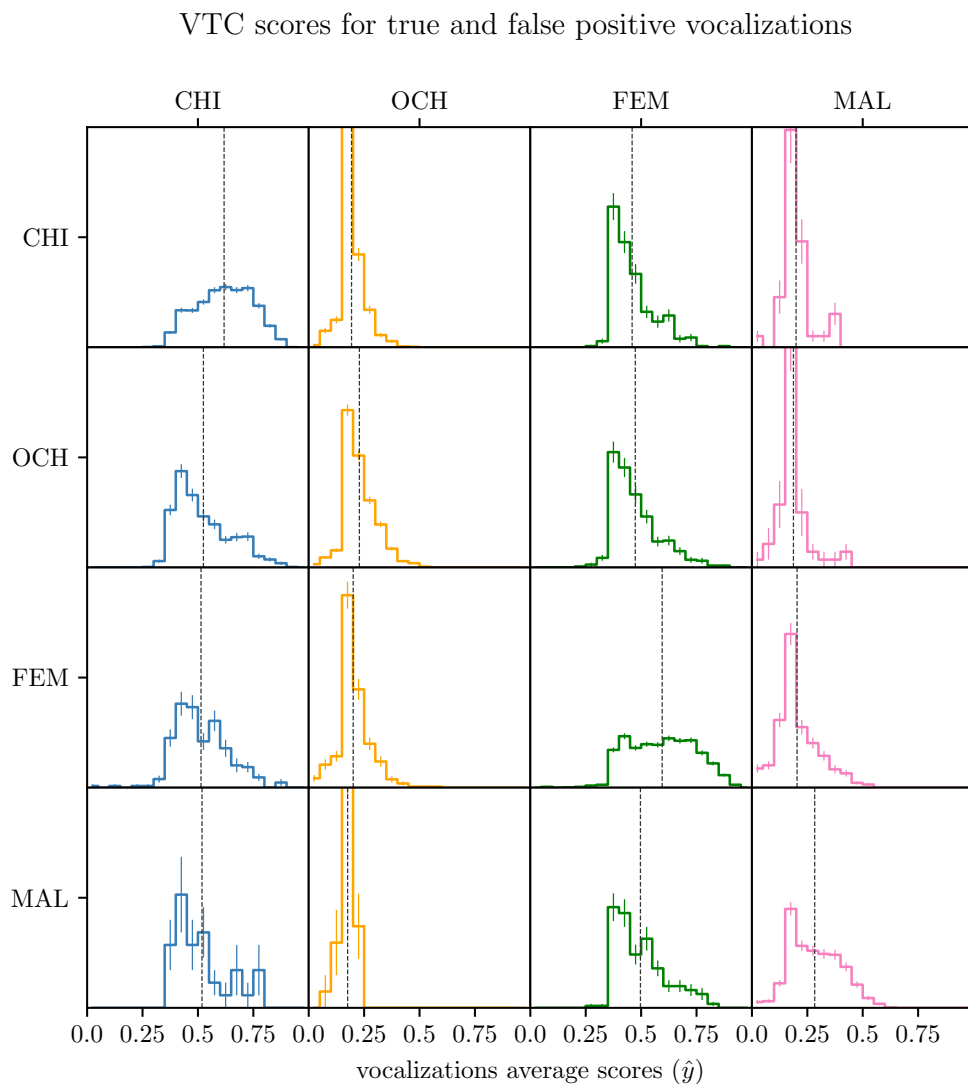 VTC scores for true and false positive vocalizations
CHI OCH FEM MAL
CHI
OCH
FEM
MAL
0.0 0.5 0.75 0.0 0.25 0.5 0.75 0.0 0.25 0.5 0.75 0.0 0.25 0.5 0.75
vocalizations average scores (ŷ)